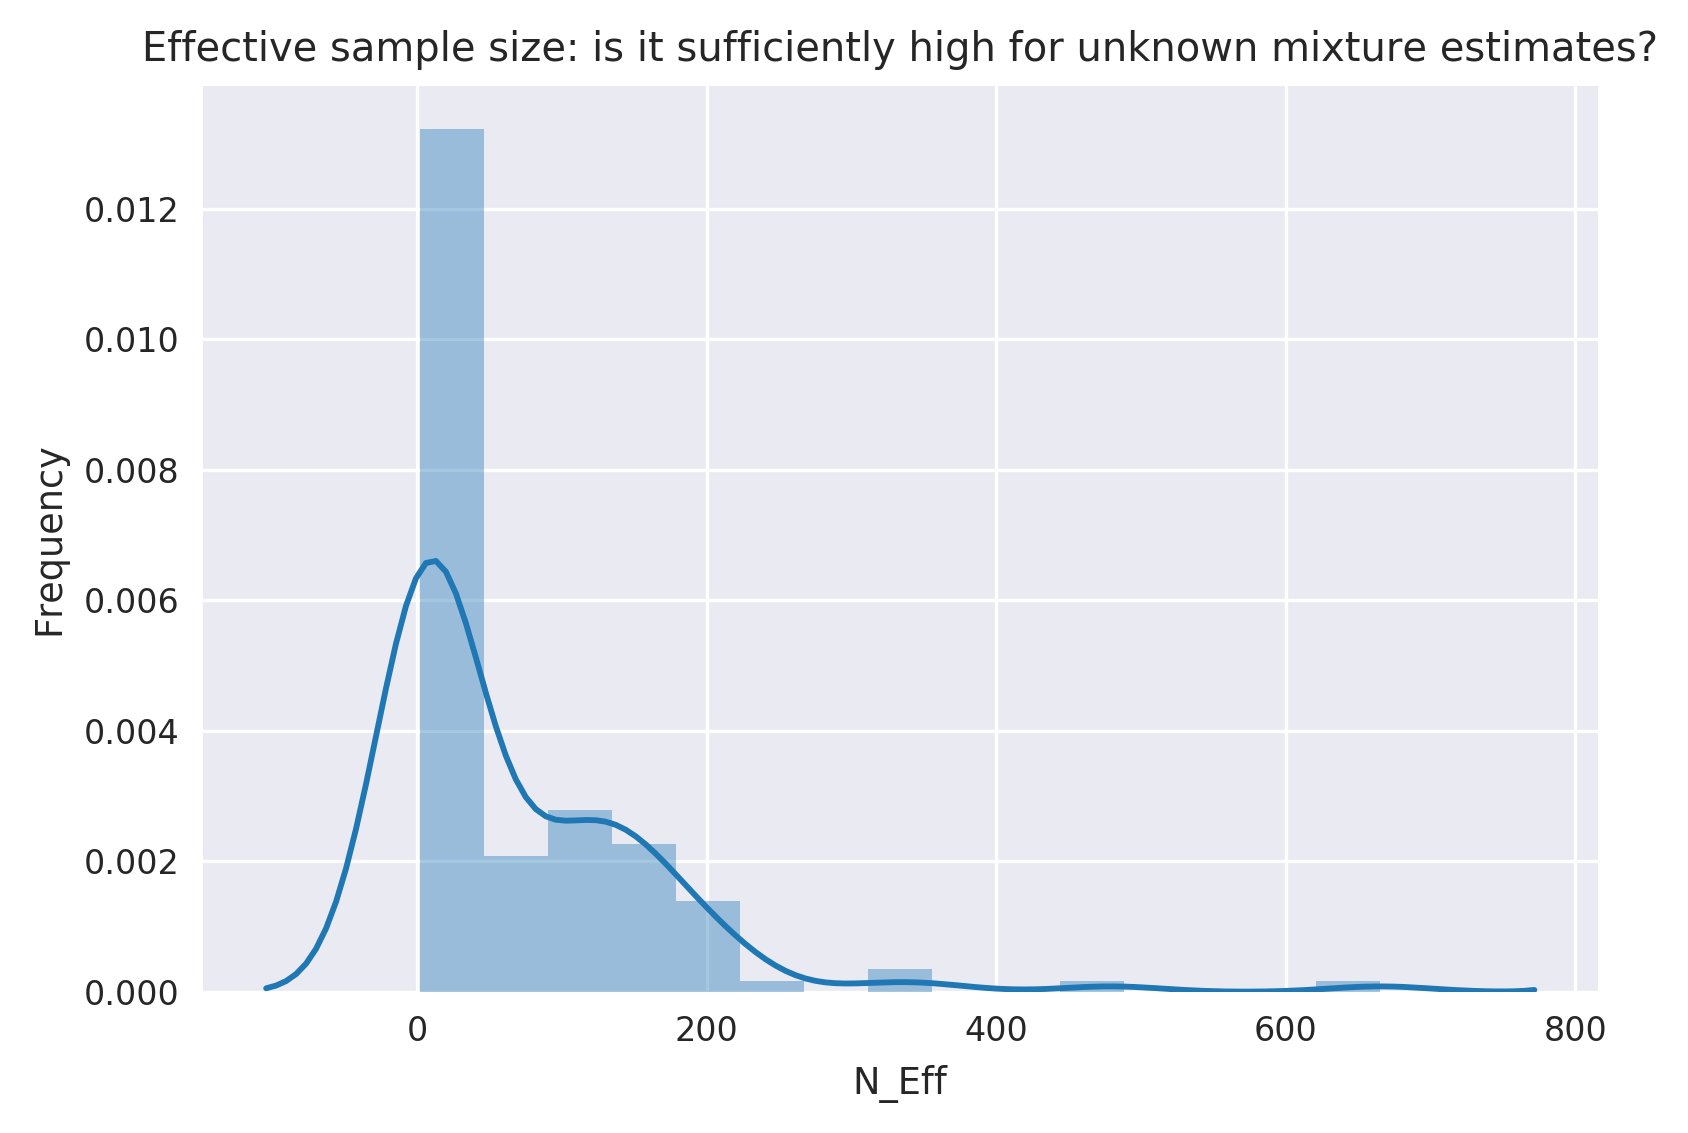 Effective sample size: is it sufficiently high for unknown mixture estimates?
0.012
0.010
0.008
0.006
0.004
0.002
0.000
Frequency
0 200 400 600 800
N_Eff